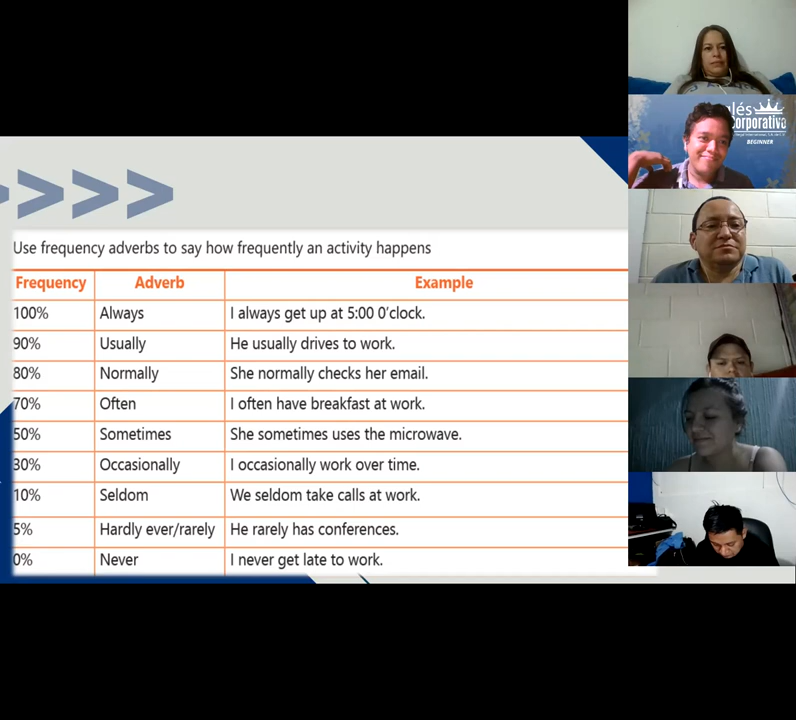 Use frequency adverbs to say how frequently an activity happens
Frequency Adverb Example
100% Always I always get up at 5:00 0'clock.
90% Usually He usually drives to work.
80% Normally She normally checks her email.
70% Often I often have breakfast at work.
50% Sometimes She sometimes uses the microwave.
30% Occasionally I occasionally work over time.
10% Seldom We seldom take calls at work.
5% Hardly ever/rarely He rarely has conferences.
0% Never I never get late to work.
glés
orporativo
BEGINNER